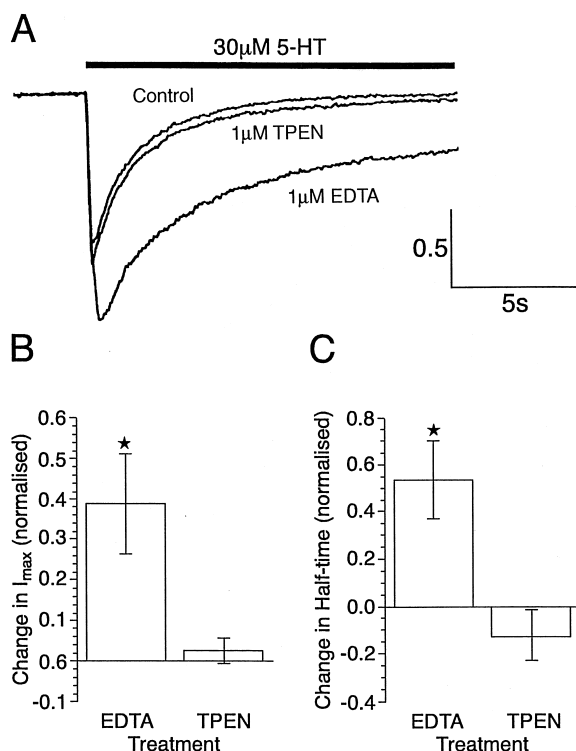 A
30µM 5-HT
Control
1µM TPEN
1µM EDTA
0.5
5s
B
C
Change in Imax (normalised)
0.6
0.5
0.4
0.3
0.2
0.1
0.6
-0.1
EDTA TPEN
Treatment
Change in Half-time (normalised)
0.8
0.6
0.4
0.2
0.0
-0.2
-0.4
EDTA TPEN
Treatment